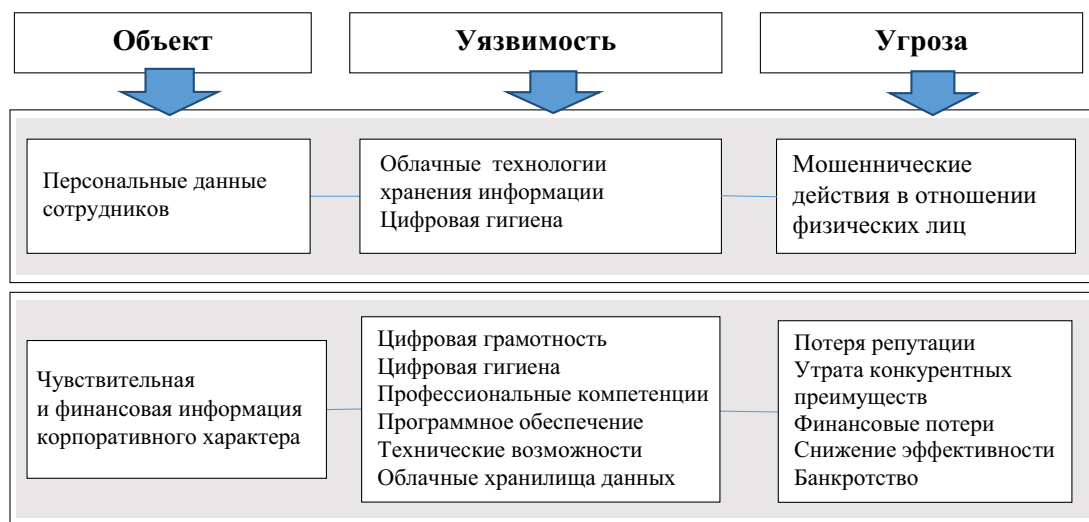 Объект
Уязвимость
Угроза
Персональные данные
сотрудников
Облачные технологии
хранения информации
Цифровая гигиена
Мошеннические
действия в отношении
физических лиц
Чувствительная
и финансовая информация
корпоративного характера
Цифровая грамотность
Цифровая гигиена
Профессиональные компетенции
Программное обеспечение
Технические возможности
Облачные хранилища данных
Потеря репутации
Утрата конкурентных
преимуществ
Финансовые потери
Снижение эффективности
Банкротство